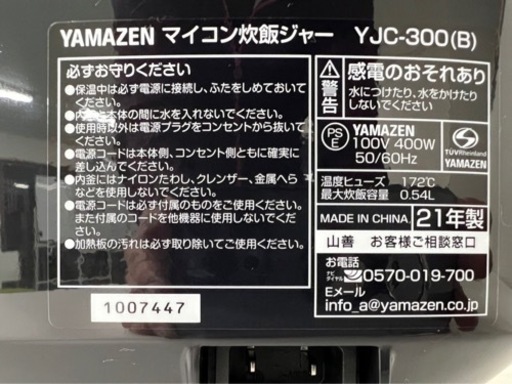 YAMAZEN マイコン炊飯ジャー YJC-300(B)
必ずお守りください
●保温中は必ず電源に接続し、ふたをしめておいて
ください。
●内釜と本体の間に水を入れないでください。
●使用時以外は電源プラグをコンセントから抜いて
ください。
●電源コードは本体側、コンセント側ともに確実に
差し込んでください。
●内釜にはナイロンたわし、クレンザー、金属へら
などを使用しないでください。
●電源コードは必ず付属のものをお使いください。
また付属のコードを他機器に使用しないで
ください。
●加熱板の汚れは必ず取り除いてご使用ください。
1007447
警告
感電のおそれあり
水につけたり、水をかけたり
しないでください
PS
E
YAMAZEN
100V 400W
50/60Hz
TÜVRheinland
YAMAZEN
温度ヒューズ 172℃
最大炊飯容量 0.54L
MADE IN CHINA 21年製
山善 お客様ご相談窓口
お電話
ナビダイヤル 0570-019-700
Eメール
info_a@yamazen.co.jp